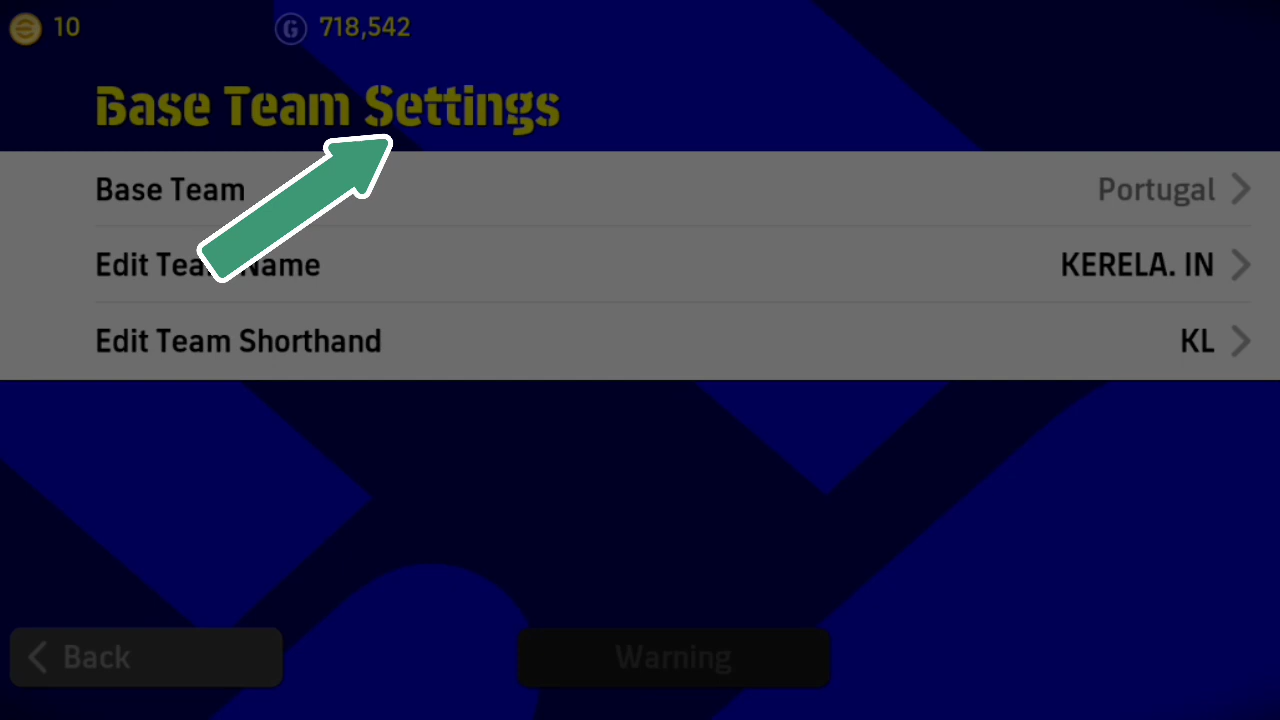 10 718,542
Base Team Settings
Base Team Portugal
Edit Team Name KERELA. IN
Edit Team Shorthand KL
Back Warning